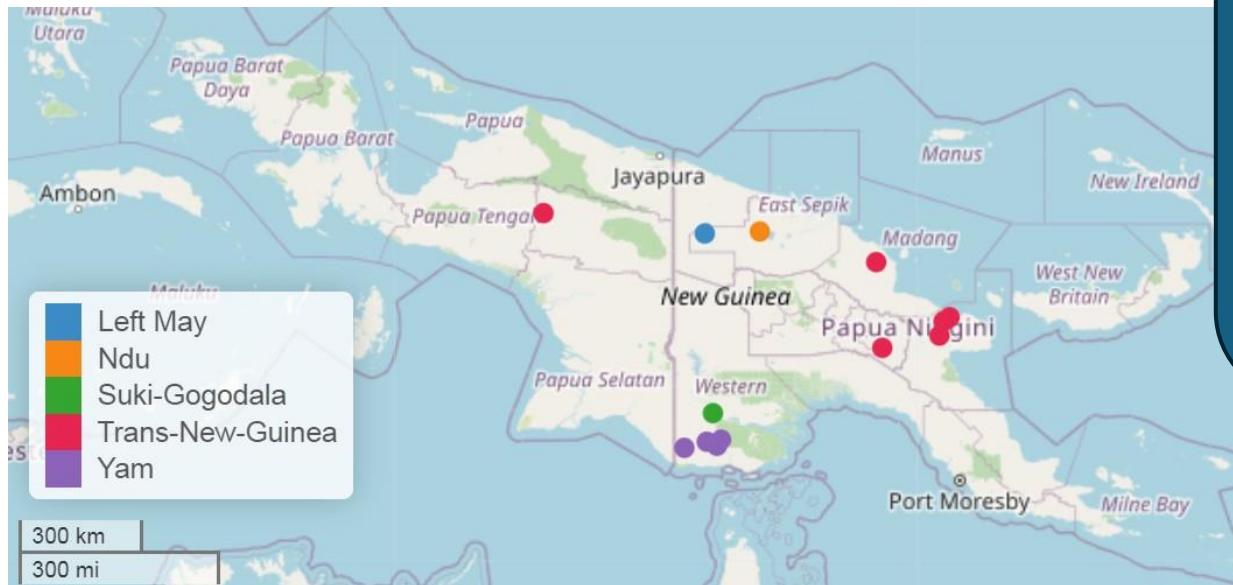 Maluku
Utara
Papua Barat
Daya
Papua Barat
Papua
Jayapura
Manus
New Ireland
Ambon
Papua Tengah
East Sepik
Madang
West New
Britain
New Guinea
Maluku
Left May
Ndu
Suki-Gogodala
Trans-New-Guinea
Yam
Papua Selatan
Western
Port Moresby
Milne Bay
300 km
300 mi